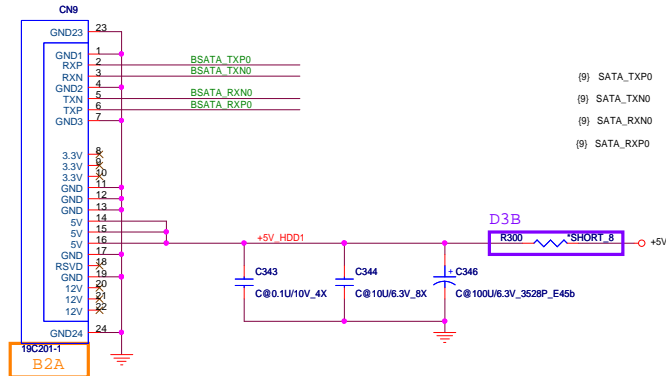 CN9
GND23 23
GND1 1
RXP 2 BSATA_TXP0
RXN 3 BSATA_TXN0
GND2 4
TXN 5 BSATA_RXN0
TXP 6 BSATA_RXP0
GND3 7
3.3V 8
3.3V 9
3.3V 10
GND 11
GND 12
GND 13
5V 14
5V 15
5V 16
GND 17
RSVD 18
GND 19
12V 20
12V 21
12V 22
GND24 24
19C201-1
B2A
{9} SATA_TXP0
{9} SATA_TXN0
{9} SATA_RXN0
{9} SATA_RXP0
D3B
+5V_HDD1
R300 *SHORT_8 +5V
C343 C344 + C346
C@0.1U/10V_4X C@10U/6.3V_8X C@100U/6.3V_3528P_E45b